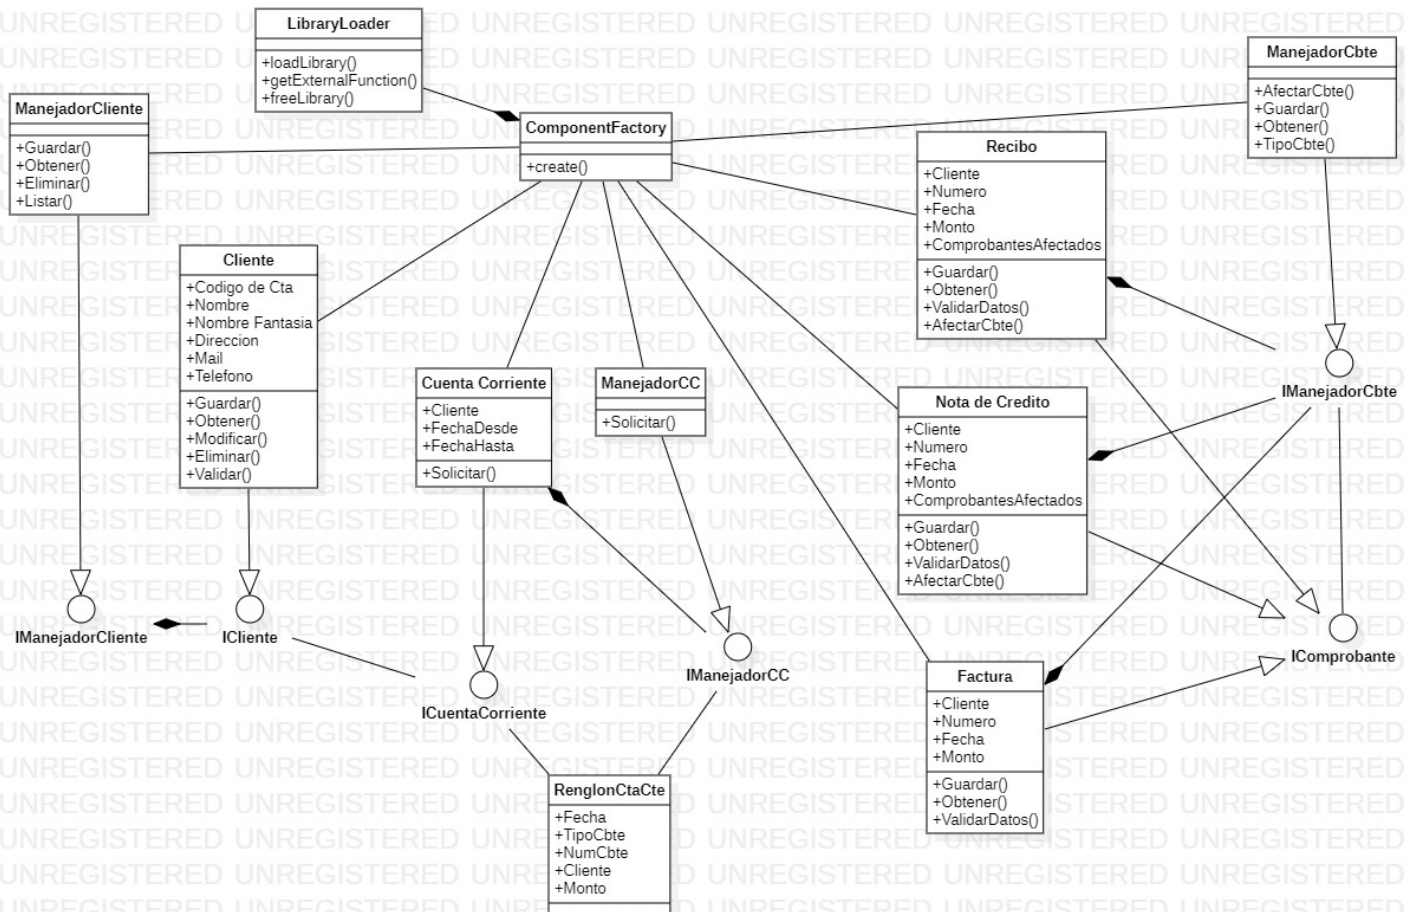 LibraryLoader
+loadLibrary()
+getExternalFunction()
+freeLibrary()
ManejadorCliente
+Guardar()
+Obtener()
+Eliminar()
+Listar()
ComponentFactory
+create()
ManejadorCbte
+AfectarCbte()
+Guardar()
+Obtener()
+TipoCbte()
Recibo
+Cliente
+Numero
+Fecha
+Monto
+ComprobantesAfectados
+Guardar()
+Obtener()
+ValidarDatos()
+AfectarCbte()
Cliente
+Codigo de Cta
+Nombre
+Nombre Fantasia
+Direccion
+Mail
+Telefono
+Guardar()
+Obtener()
+Modificar()
+Eliminar()
+Validar()
Cuenta Corriente
+Cliente
+FechaDesde
+FechaHasta
+Solicitar()
ManejadorCC
+Solicitar()
IManejadorCbte
Nota de Credito
+Cliente
+Numero
+Fecha
+Monto
+ComprobantesAfectados
+Guardar()
+Obtener()
+ValidarDatos()
+AfectarCbte()
IManejadorCliente
ICliente
ICuentaCorriente
IManejadorCC
IComprobante
Factura
+Cliente
+Numero
+Fecha
+Monto
+Guardar()
+Obtener()
+ValidarDatos()
RenglonCtaCte
+Fecha
+TipoCbte
+NumCbte
+Cliente
+Monto
UNREGISTERED